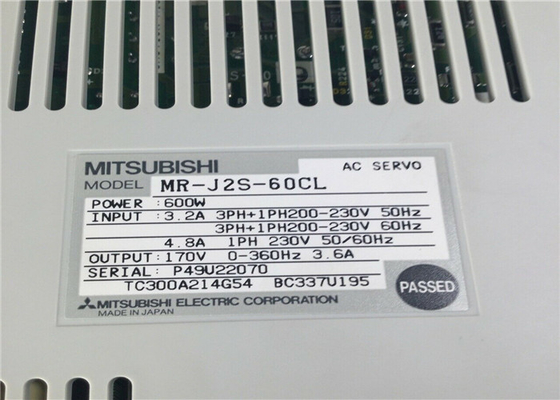 MITSUBISHI AC SERVO
MODEL MR-J2S-60CL
POWER : 600W
INPUT : 3.2A 3PH+1PH200-230V 50Hz
3PH+1PH200-230V 60Hz
4.8A 1PH 230V 50/60Hz
OUTPUT: 170V 0-360Hz 3.6A
SERIAL: P49U22070
TC300A214G54 BC337U195
MITSUBISHI ELECTRIC CORPORATION
MADE IN JAPAN
PASSED